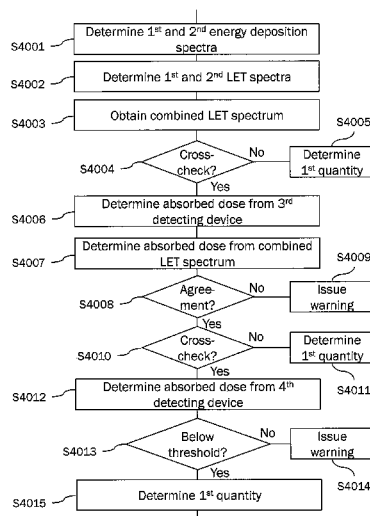 S4001
Determine 1st and 2nd energy deposition
spectra
S4002
Determine 1st and 2nd LET spectra
S4003
Obtain combined LET spectrum
S4004
Cross-
check?
No
Yes
S4005
Determine
1st quantity
S4006
Determine absorbed dose from 3rd
detecting device
S4007
Determine absorbed dose from combined
LET spectrum
S4008
Agree-
ment?
No
Yes
S4009
Issue
warning
S4010
Cross-
check?
No
Yes
Determine
1st quantity
S4011
S4012
Determine absorbed dose from 4th
detecting device
S4013
Below
threshold?
No
Yes
Issue
warning
S4014
S4015
Determine 1st quantity